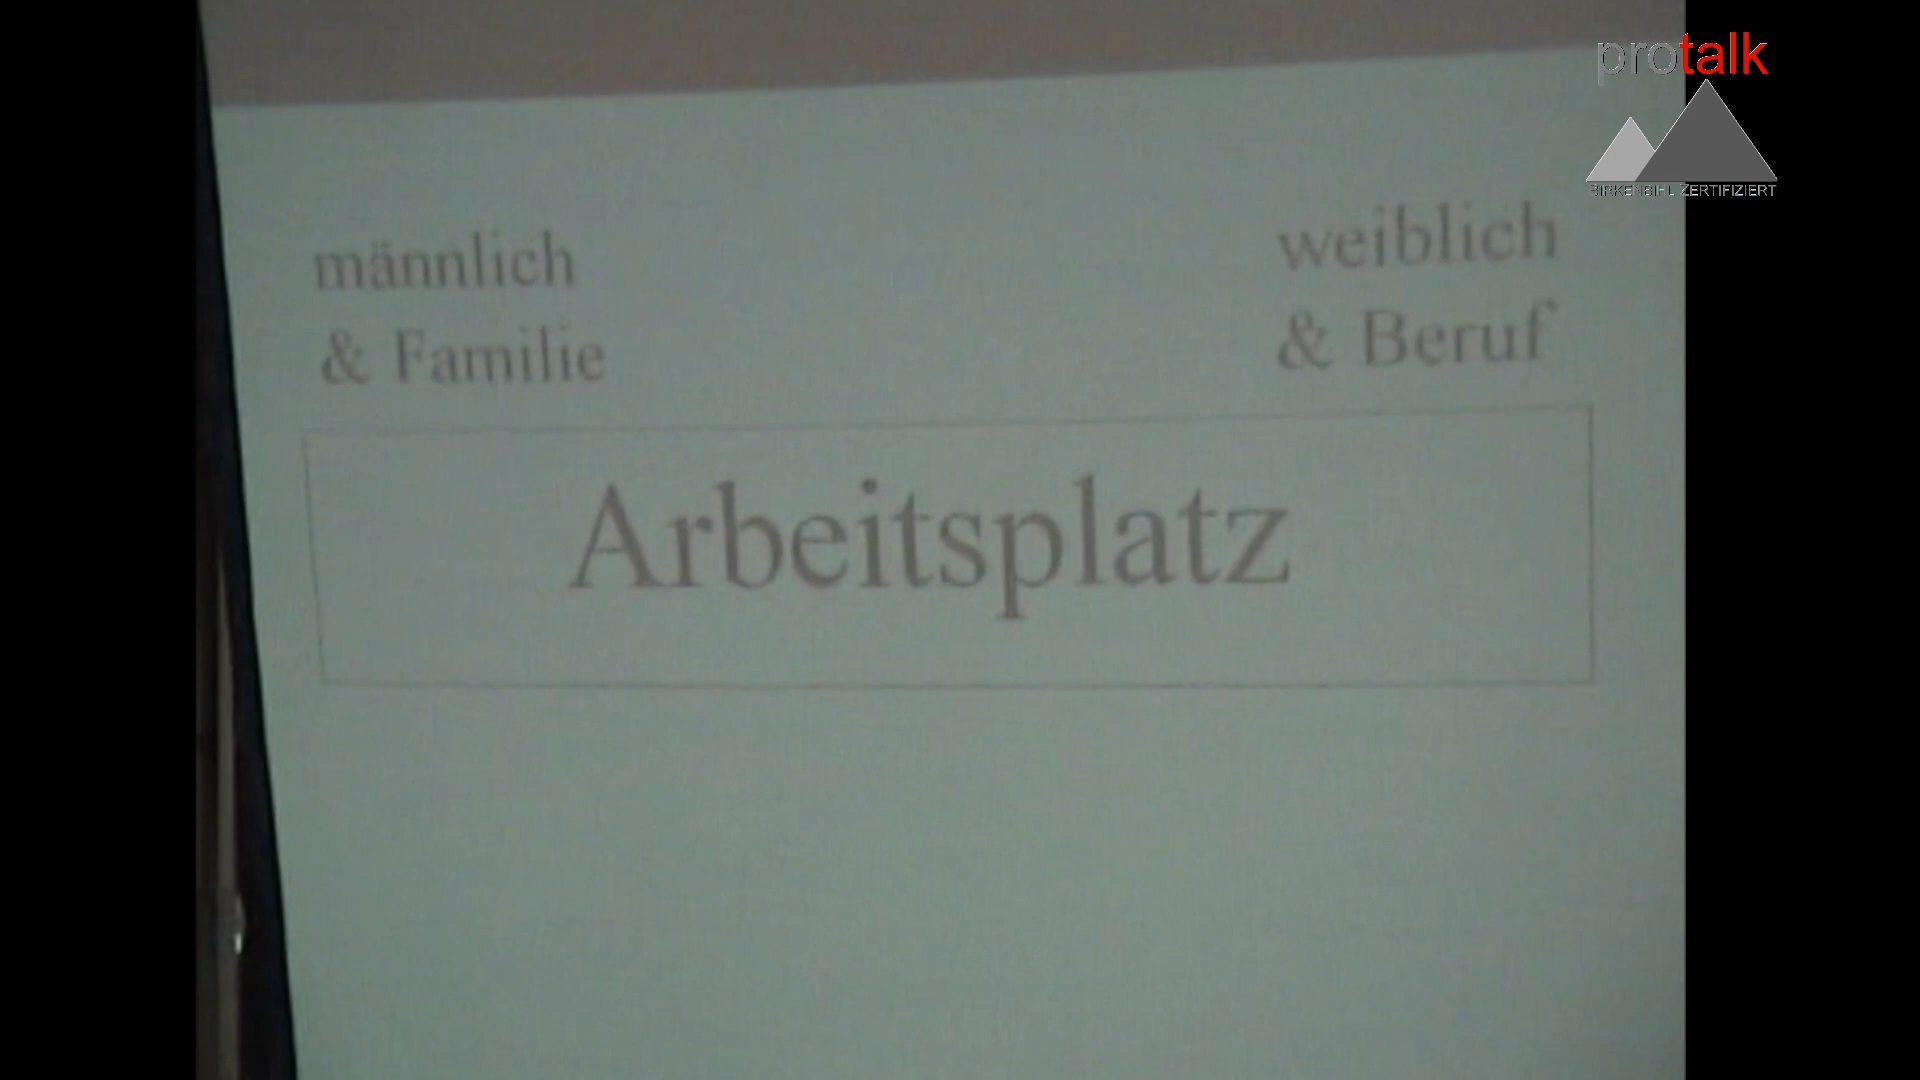 protalk
BIRKENBIHL ZERTIFIZIERT
männlich
& Familie
weiblich
& Beruf
Arbeitsplatz